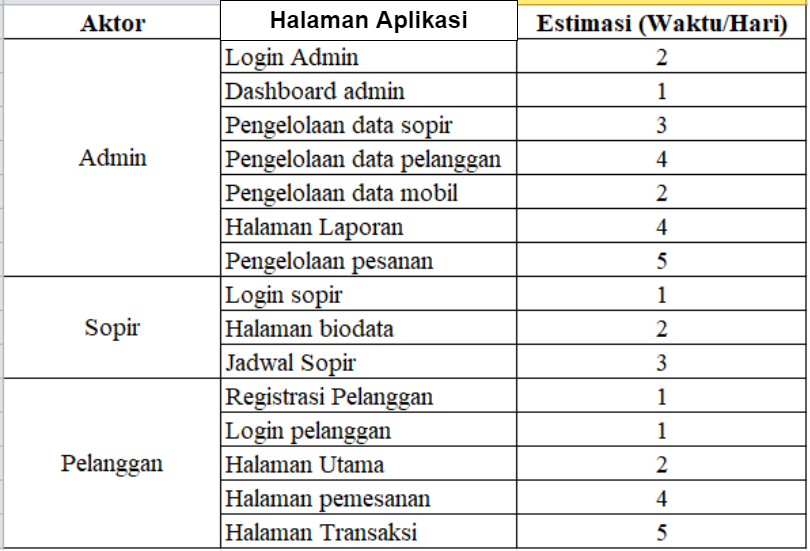 Aktor Halaman Aplikasi Estimasi (Waktu/Hari)
Login Admin 2
Dashboard admin 1
Pengelolaan data sopir 3
Admin Pengelolaan data pelanggan 4
Pengelolaan data mobil 2
Halaman Laporan 4
Pengelolaan pesanan 5
Login sopir 1
Sopir Halaman biodata 2
Jadwal Sopir 3
Registrasi Pelanggan 1
Login pelanggan 1
Pelanggan Halaman Utama 2
Halaman pemesanan 4
Halaman Transaksi 5